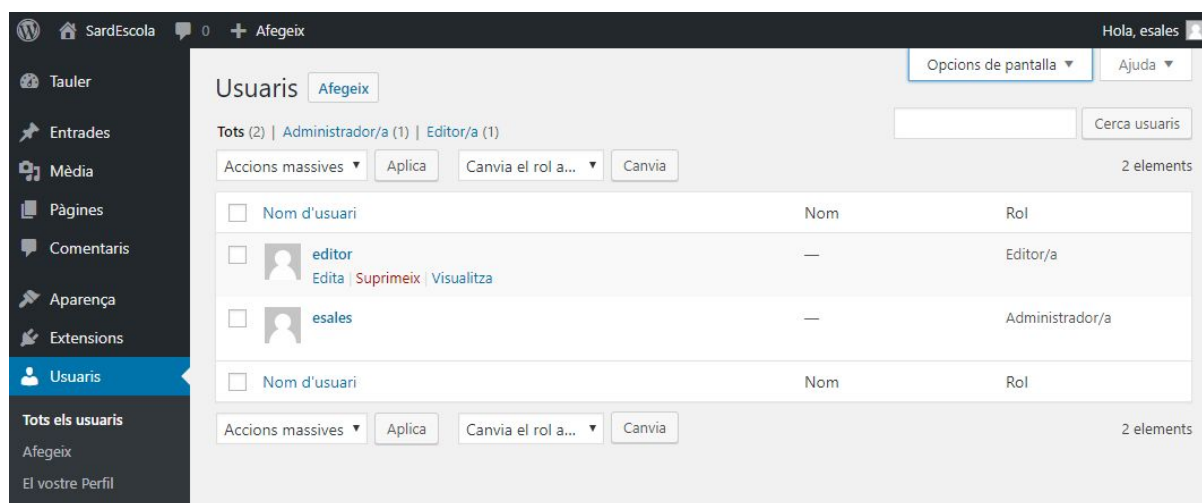 SardEscola 0 Afegeix Hola, esales
Tauler
Entrades
Mèdia
Pàgines
Comentaris
Aparença
Extensions
Usuaris
Tots els usuaris
Afegeix
El vostre Perfil
Opcions de pantalla ▼ Ajuda ▼
Usuaris Afegeix
Tots (2) | Administrador/a (1) | Editor/a (1)
Cerca usuaris
Accions massives ▼ Aplica Canvia el rol a... ▼ Canvia 2 elements
Nom d'usuari Nom Rol
editor — Editor/a
Edita | Suprimeix | Visualitza
esales — Administrador/a
Nom d'usuari Nom Rol
Accions massives ▼ Aplica Canvia el rol a... ▼ Canvia 2 elements